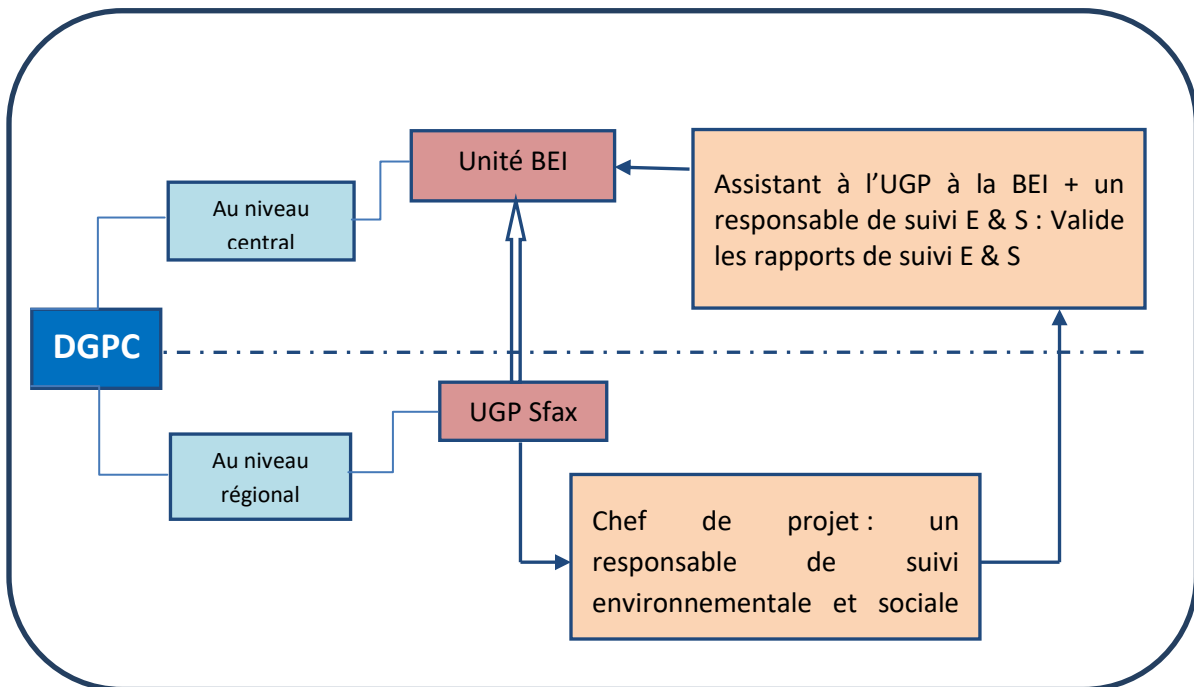 Unité BEI
Assistant à l’UGP à la BEI + un
responsable de suivi E & S : Valide
les rapports de suivi E & S
Au niveau
central
DGPC
UGP Sfax
Au niveau
régional
Chef de projet : un
responsable de suivi
environnementale et sociale